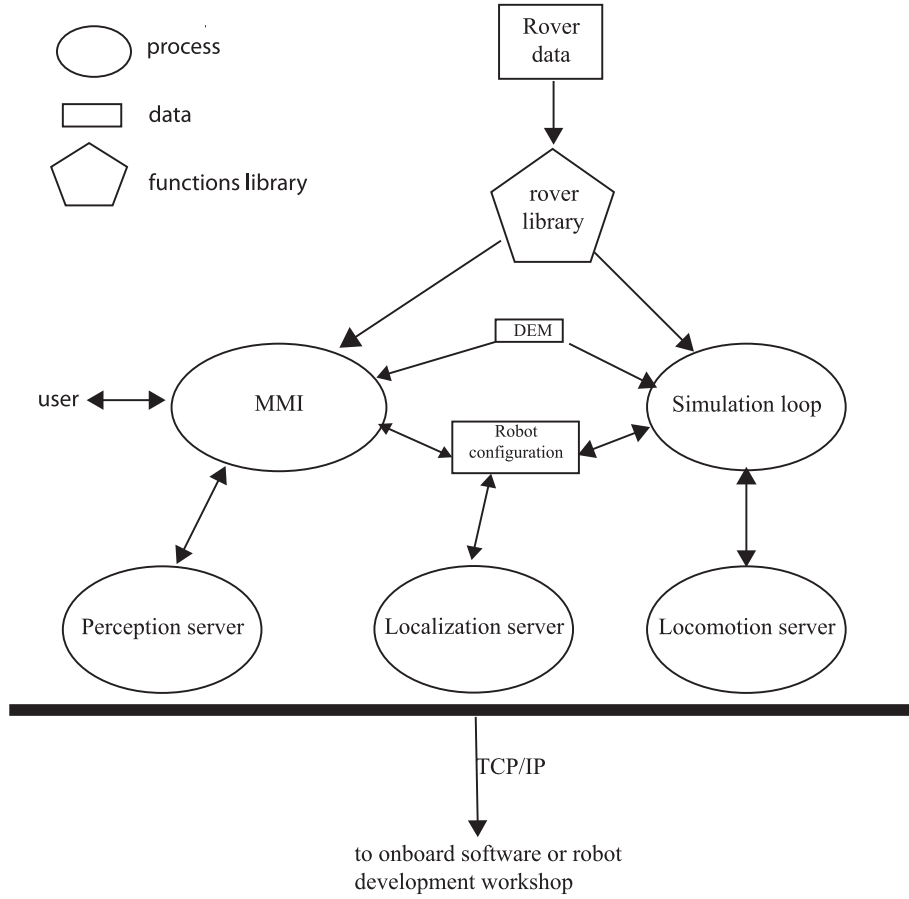 process
data
functions library
Rover
data
rover
library
DEM
user
MMI
Simulation loop
Robot
configuration
Perception server
Localization server
Locomotion server
TCP/IP
to onboard software or robot
development workshop